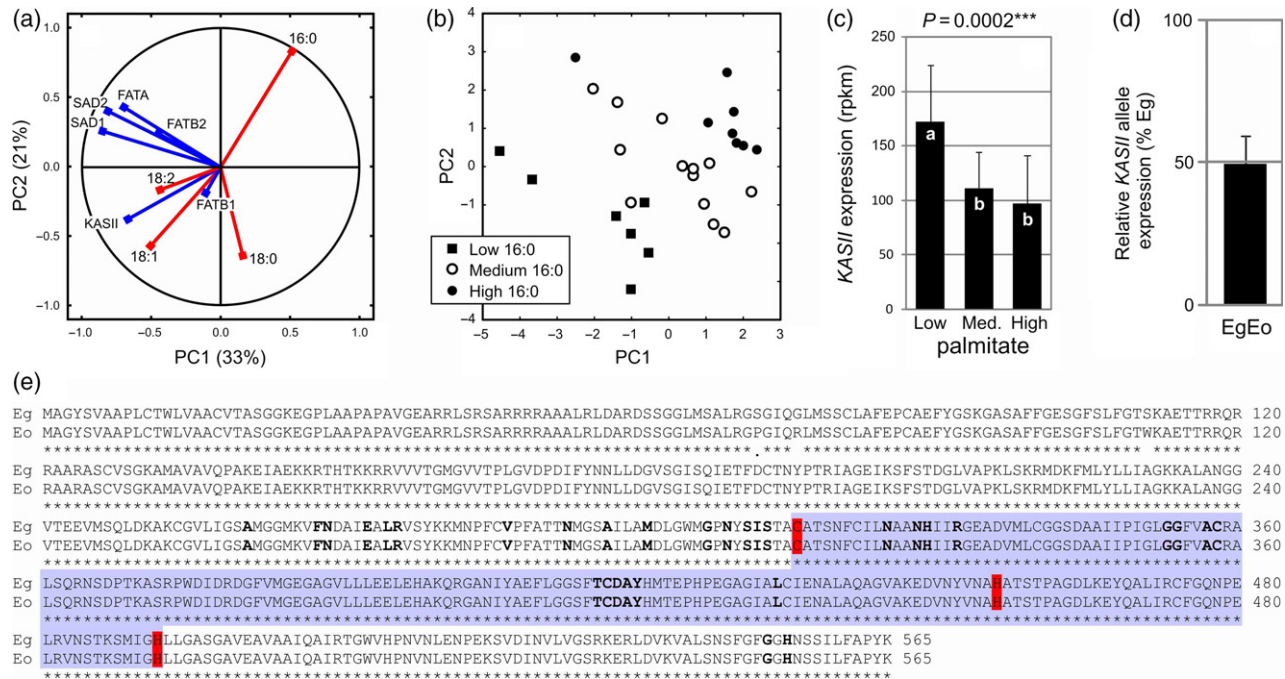 (a)
1.0
0.5
0.0
−0.5
−1.0
PC2 (21%)
16:0
FATA
SAD2
FATB2
SAD1
18:2
FATB1
KASII
18:1
18:0
−1.0 −0.5 0.0 0.5 1.0
PC1 (33%)
(b)
4
3
2
1
0
−1
−4
PC2
Low 16:0
Medium 16:0
High 16:0
−5 −4 −3 −2 −1 0 1 2 3
PC1
(c)
P = 0.0002***
250
200
150
100
50
0
KASII expression (rpkm)
a
b
b
Low Med. High
palmitate
(d)
100
50
0
Relative KASII allele
expression (% Eg)
EgEo
(e)
Eg MAGYSVAAPLCTWLVAACVTASGGKEGPLAAPAPAVGEARRLSRSARRRRAAALRLDARDSSGGLMSALRGSGIQGLMSSCLAFEPCAEFYGSKGASAFFGESGFSLFGTSKAETTRRQR 120
Eo MAGYSVAAPLCTWLVAACVTASGGKEGPLAAPAPAVGEARRLSRSARRRRAAALRLDARDSSGGLMSALRGPGIQRLMSSCLAFEPCAEFYGSKGASAFFGESGFSLFGTWKAETTRRQR 120
Eg RAARASCVSGKAMAVAVQPAKEIAEKKRTHTKKRRVVVTGMGVVTPLGVDPDIFYNNLLDGVSGISQIETFDCTNYPTRIAGEIKSFSTDGLVAPKLSKRMDKFMLYLLIAGKKALANGG 240
Eo RAARASCVSGKAMAVAVQPAKEIAEKKRTHTKKRRVVVTGMGVVTPLGVDPDIFYNNLLDGVSGISQIETFDCTNYPTRIAGEIKSFSTDGLVAPKLSKRMDKFMLYLLIAGKKALANGG 240
Eg VTEEVMSQLDKAKCGVLIGSAMGGMKVFNDAIEALRVSYKKMNPFCVPFATTNMGSAILAMDLGWMGPNYSISTACATSNFCILNAANHIIRGEADVMLCGGSDAAIIPIGLGGFVACRA 360
Eo VTEEVMSQLDKAKCGVLIGSAMGGMKVFNDAIEALRVSYKKMNPFCVPFATTNMGSAILAMDLGWMGPNYSISTACATSNFCILNAANHIIRGEADVMLCGGSDAAIIPIGLGGFVACRA 360
Eg LSQRNSDPTKASRPWDIDRDGFVMGEGAGVLLLEELEHAKQRGANIYAEFLGGSFTCDAYHMTEPHPEGAGIALCIENALAQAGVAKEDVNYVNAHATSTPAGDLKEYQALIRCFGQNPE 480
Eo LSQRNSDPTKASRPWDIDRDGFVMGEGAGVLLLEELEHAKQRGANIYAEFLGGSFTCDAYHMTEPHPEGAGIALCIENALAQAGVAKEDVNYVNAHATSTPAGDLKEYQALIRCFGQNPE 480
Eg LRVNSTKSMIGHLLGASGAVEAVAAIQAIRTGWVHPNVNLENPEKSVDINVLVGSRKERLDVKVALSNSFGFGGHNSSILFAPYK 565
Eo LRVNSTKSMIGHLLGASGAVEAVAAIQAIRTGWVHPNVNLENPEKSVDINVLVGSRKERLDVKVALSNSFGFGGHNSSILFAPYK 565